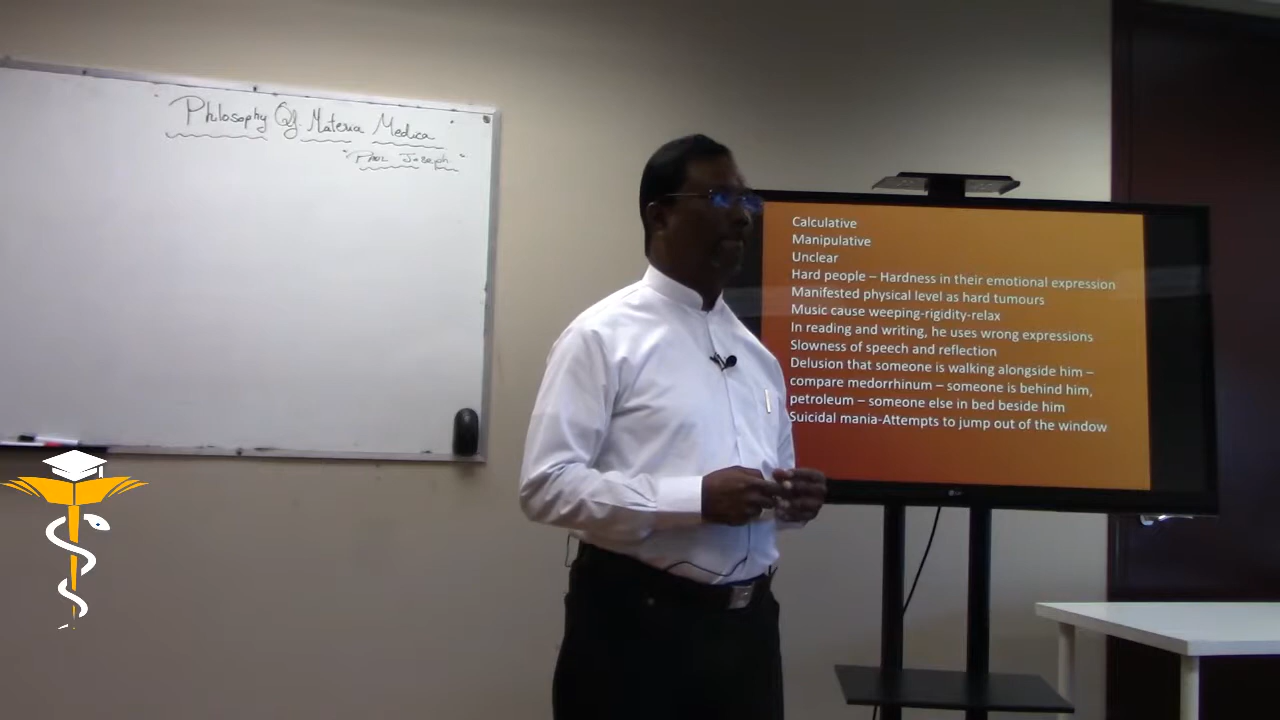 Philosophy Of Materia Medica
"Prof Joseph"
Calculative
Manipulative
Unclear
Hard people – Hardness in their emotional expression
Manifested physical level as hard tumours
Music cause weeping-rigidity-relax
In reading and writing, he uses wrong expressions
Slowness of speech and reflection
Delusion that someone is walking alongside him –
compare medorrhinum – someone is behind him,
petroleum – someone else in bed beside him
Suicidal mania-Attempts to jump out of the window
LG